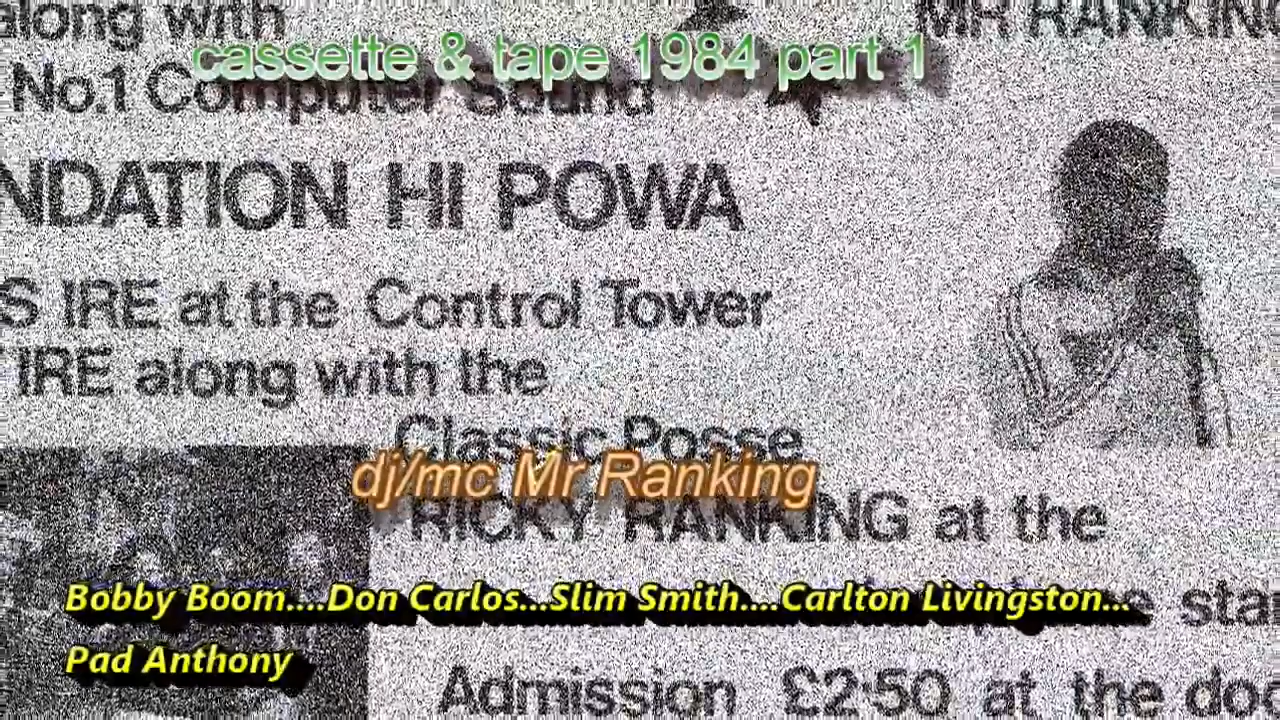 along with
MR RANKING
cassette & tape 1984 part 1
No.1 Computer Sound
NDATION HI POWA
S IRE at the Control Tower
IRE along with the
Classic Posse
dj/mc Mr Ranking
RICKY RANKING at the
Bobby Boom....Don Carlos...Slim Smith....Carlton Livingston...
Pad Anthony
Admission £2·50 at the doo